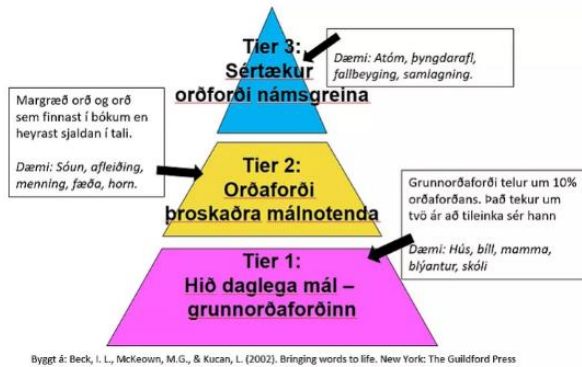 Tier 3:
Sértækur
orðforði námsgreina
Dæmi: Atóm, þyngdarafl,
fallbeyging, samlagning.
Margræð orð og orð
sem finnast í bókum en
heyrast sjaldan í tali.
Dæmi: Sóun, afleiðing,
menning, fæða, horn.
Tier 2:
Orðaforði
þroskaðra málnotenda
Grunnorðaforði telur um 10%
orðaforðans. Það tekur um
tvö ár að tileinka sér hann
Dæmi: Hús, bíll, mamma,
blýantur, skóli
Tier 1:
Hið daglega mál –
grunnorðaforðinn
Byggt á: Beck, I. L., McKeown, M.G., & Kucan, L. (2002). Bringing words to life. New York: The Guildford Press